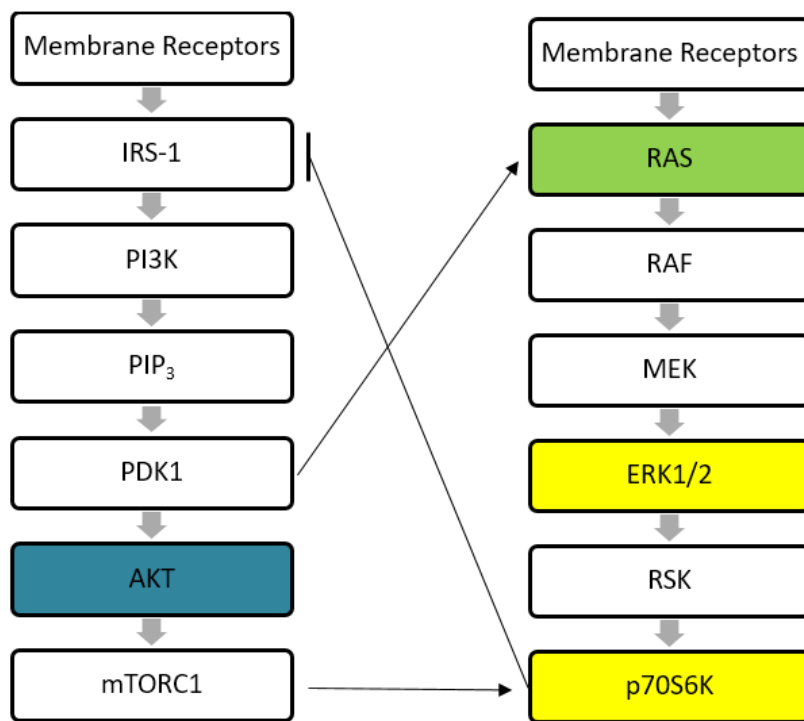 Membrane Receptors
IRS-1
PI3K
PIP₃
PDK1
AKT
mTORC1
Membrane Receptors
RAS
RAF
MEK
ERK1/2
RSK
p70S6K